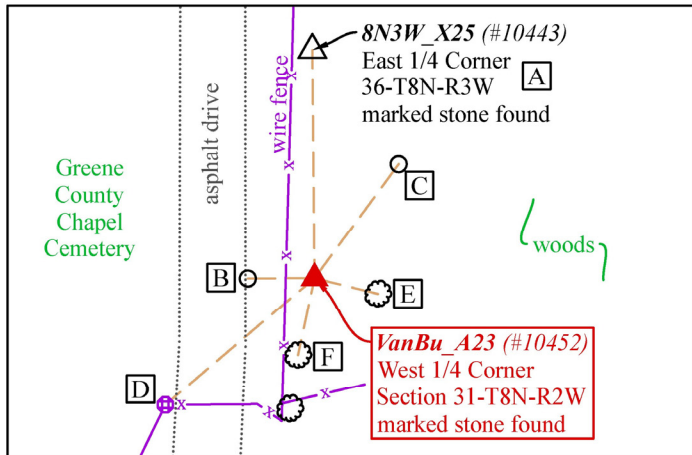 8N3W_X25 (#10443)
East 1/4 Corner
36-T8N-R3W
marked stone found
A
wire fence
asphalt drive
Greene
County
Chapel
Cemetery
C
woods
B
E
F
D
VanBu_A23 (#10452)
West 1/4 Corner
Section 31-T8N-R2W
marked stone found